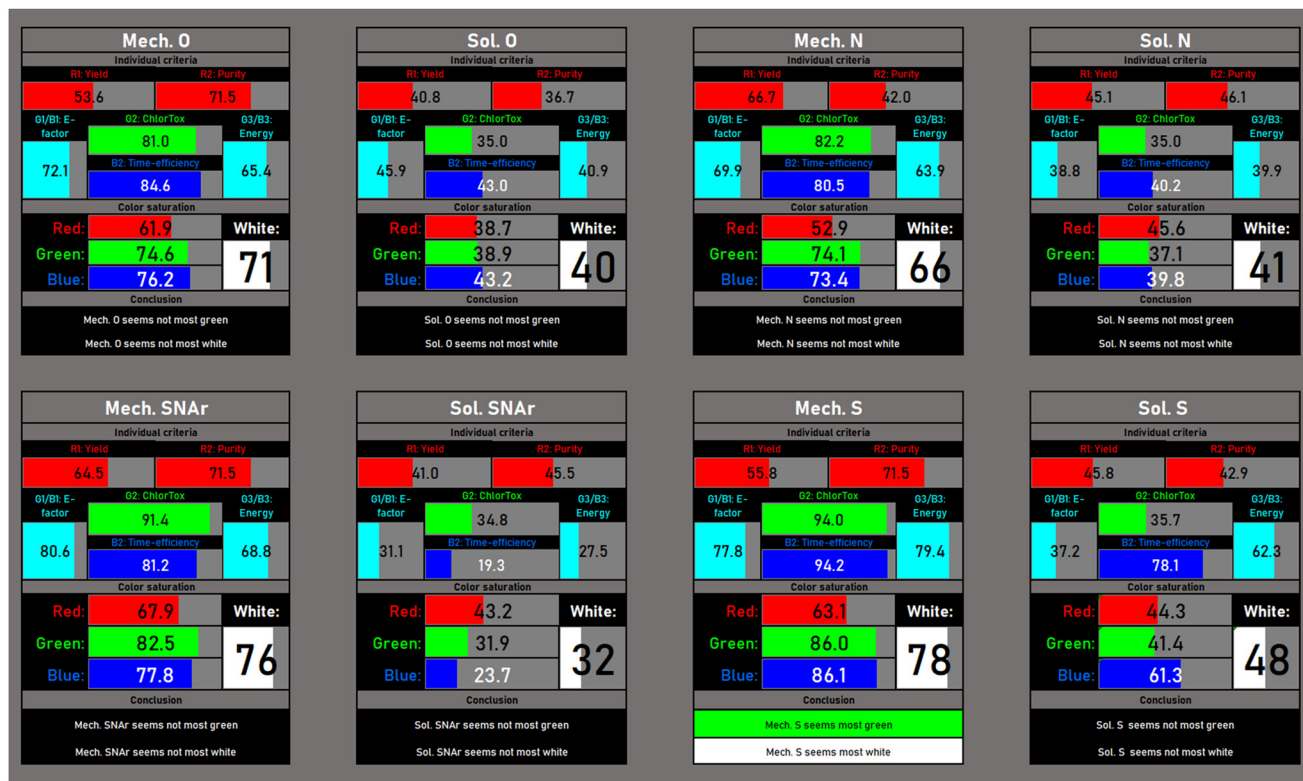 Mech. O
Individual criteria
R1: Yield R2: Purity
53.6 71.5
G1/B1: E-factor G2: ChlorTox G3/B3: Energy
81.0
72.1 B2: Time-efficiency 65.4
84.6
Color saturation
Red: 61.9 White:
Green: 74.6 71
Blue: 76.2
Conclusion
Mech. O seems not most green
Mech. O seems not most white
Sol. O
Individual criteria
R1: Yield R2: Purity
40.8 36.7
G1/B1: E-factor G2: ChlorTox G3/B3: Energy
35.0
45.9 B2: Time-efficiency 40.9
43.0
Color saturation
Red: 38.7 White:
Green: 38.9 40
Blue: 43.2
Conclusion
Sol. O seems not most green
Sol. O seems not most white
Mech. N
Individual criteria
R1: Yield R2: Purity
66.7 42.0
G1/B1: E-factor G2: ChlorTox G3/B3: Energy
82.2
69.9 B2: Time-efficiency 63.9
80.5
Color saturation
Red: 52.9 White:
Green: 74.1 66
Blue: 73.4
Conclusion
Mech. N seems not most green
Mech. N seems not most white
Sol. N
Individual criteria
R1: Yield R2: Purity
45.1 46.1
G1/B1: E-factor G2: ChlorTox G3/B3: Energy
35.0
38.8 B2: Time-efficiency 39.9
40.2
Color saturation
Red: 45.6 White:
Green: 37.1 41
Blue: 39.8
Conclusion
Sol. N seems not most green
Sol. N seems not most white
Mech. SNAr
Individual criteria
R1: Yield R2: Purity
64.5 71.5
G1/B1: E-factor G2: ChlorTox G3/B3: Energy
91.4
80.6 B2: Time-efficiency 68.8
81.2
Color saturation
Red: 67.9 White:
Green: 82.5 76
Blue: 77.8
Conclusion
Mech. SNAr seems not most green
Mech. SNAr seems not most white
Sol. SNAr
Individual criteria
R1: Yield R2: Purity
41.0 45.5
G1/B1: E-factor G2: ChlorTox G3/B3: Energy
34.8
31.1 B2: Time-efficiency 27.5
19.3
Color saturation
Red: 43.2 White:
Green: 31.9 32
Blue: 23.7
Conclusion
Sol. SNAr seems not most green
Sol. SNAr seems not most white
Mech. S
Individual criteria
R1: Yield R2: Purity
55.8 71.5
G1/B1: E-factor G2: ChlorTox G3/B3: Energy
94.0
77.8 B2: Time-efficiency 79.4
94.2
Color saturation
Red: 63.1 White:
Green: 86.0 78
Blue: 86.1
Conclusion
Mech. S seems most green
Mech. S seems most white
Sol. S
Individual criteria
R1: Yield R2: Purity
45.8 42.9
G1/B1: E-factor G2: ChlorTox G3/B3: Energy
35.7
37.2 B2: Time-efficiency 62.3
78.1
Color saturation
Red: 44.3 White:
Green: 41.4 48
Blue: 61.3
Conclusion
Sol. S seems not most green
Sol. S seems not most white